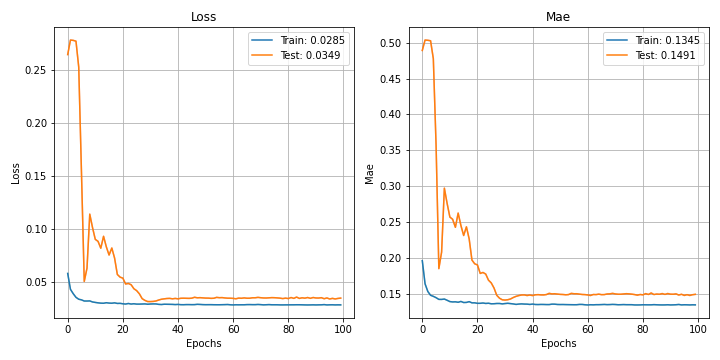 Loss
Train: 0.0285
Test: 0.0349
0.25
0.20
0.15
0.10
0.05
Loss
0 20 40 60 80 100
Epochs
Mae
Train: 0.1345
Test: 0.1491
0.50
0.45
0.40
0.35
0.30
0.25
0.20
0.15
Mae
0 20 40 60 80 100
Epochs